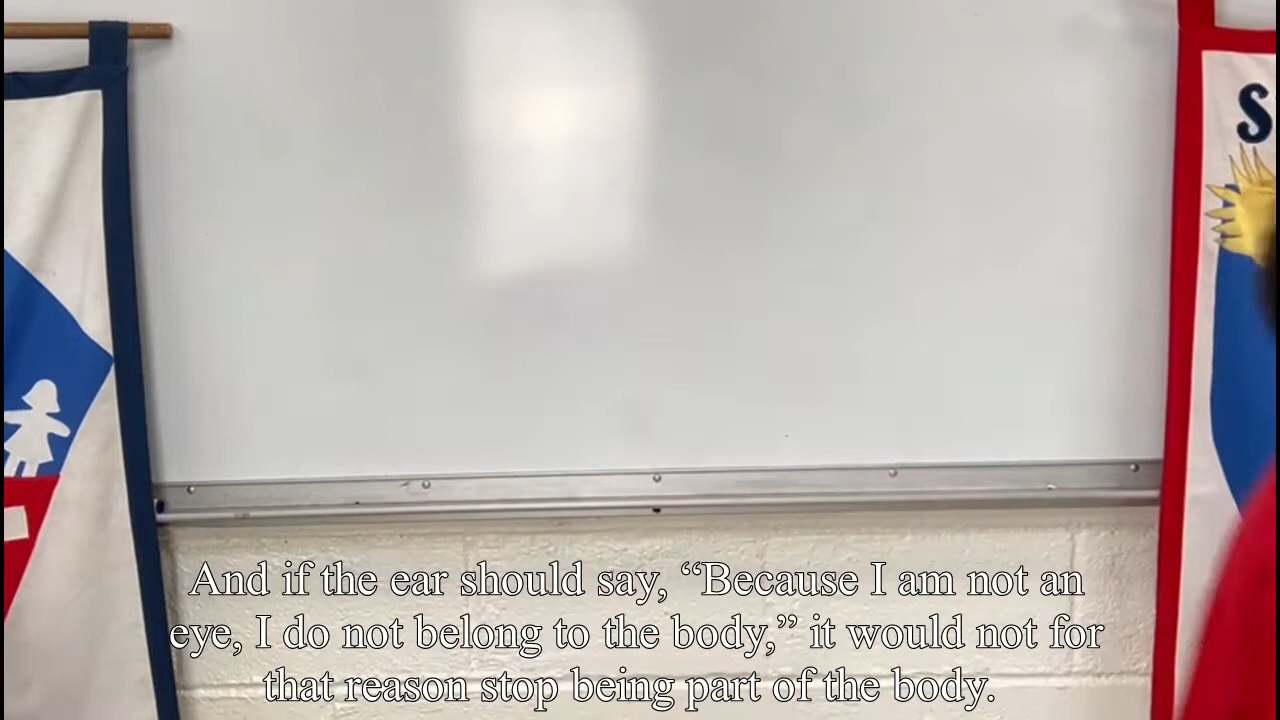 S
And if the ear should say, “Because I am not an
eye, I do not belong to the body,” it would not for
that reason stop being part of the body.